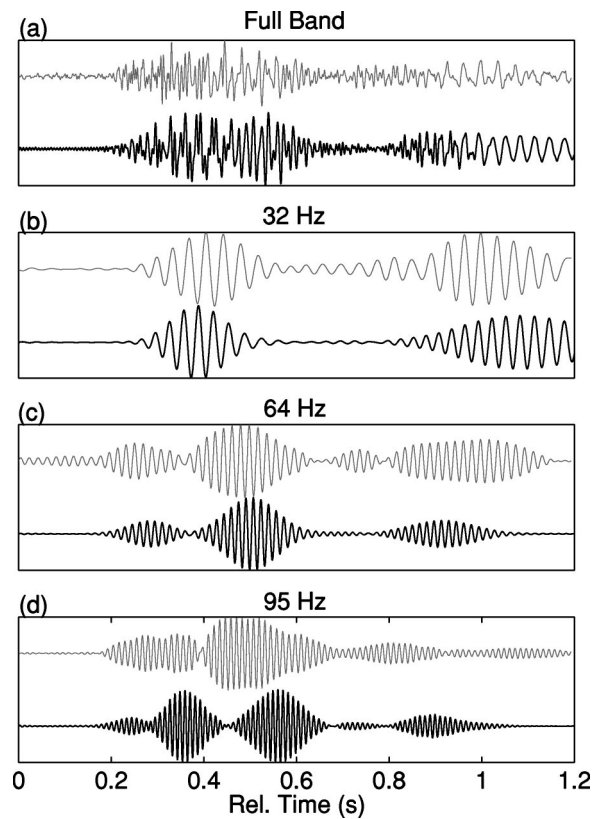 (a) Full Band
(b) 32 Hz
(c) 64 Hz
(d) 95 Hz
0 0.2 0.4 0.6 0.8 1 1.2
Rel. Time (s)